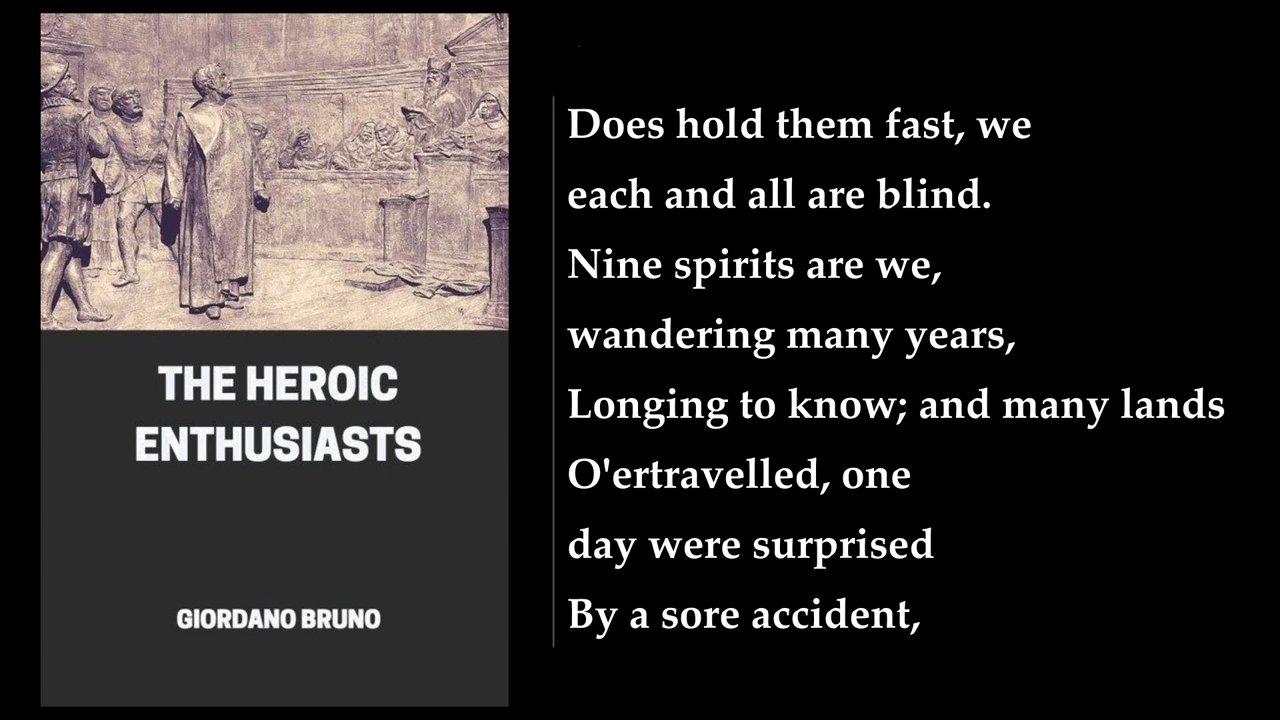 THE HEROIC
ENTHUSIASTS
GIORDANO BRUNO
Does hold them fast, we
each and all are blind.
Nine spirits are we,
wandering many years,
Longing to know; and many lands
O'ertravelled, one
day were surprised
By a sore accident,